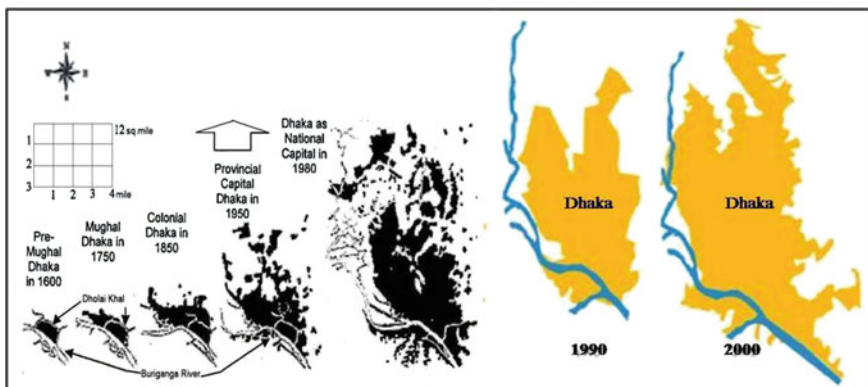 N
W
E
S
12 sq.mile
1
2
3
1 2 3 4 mile
Pre-
Mughal
Dhaka
in 1600
Mughal
Dhaka in
1750
Colonial
Dhaka in
1850
Provincial
Capital
Dhaka in
1950
Dhaka as
National
Capital in
1980
Dholai Khal
Buriganga River
Dhaka
1990
Dhaka
2000